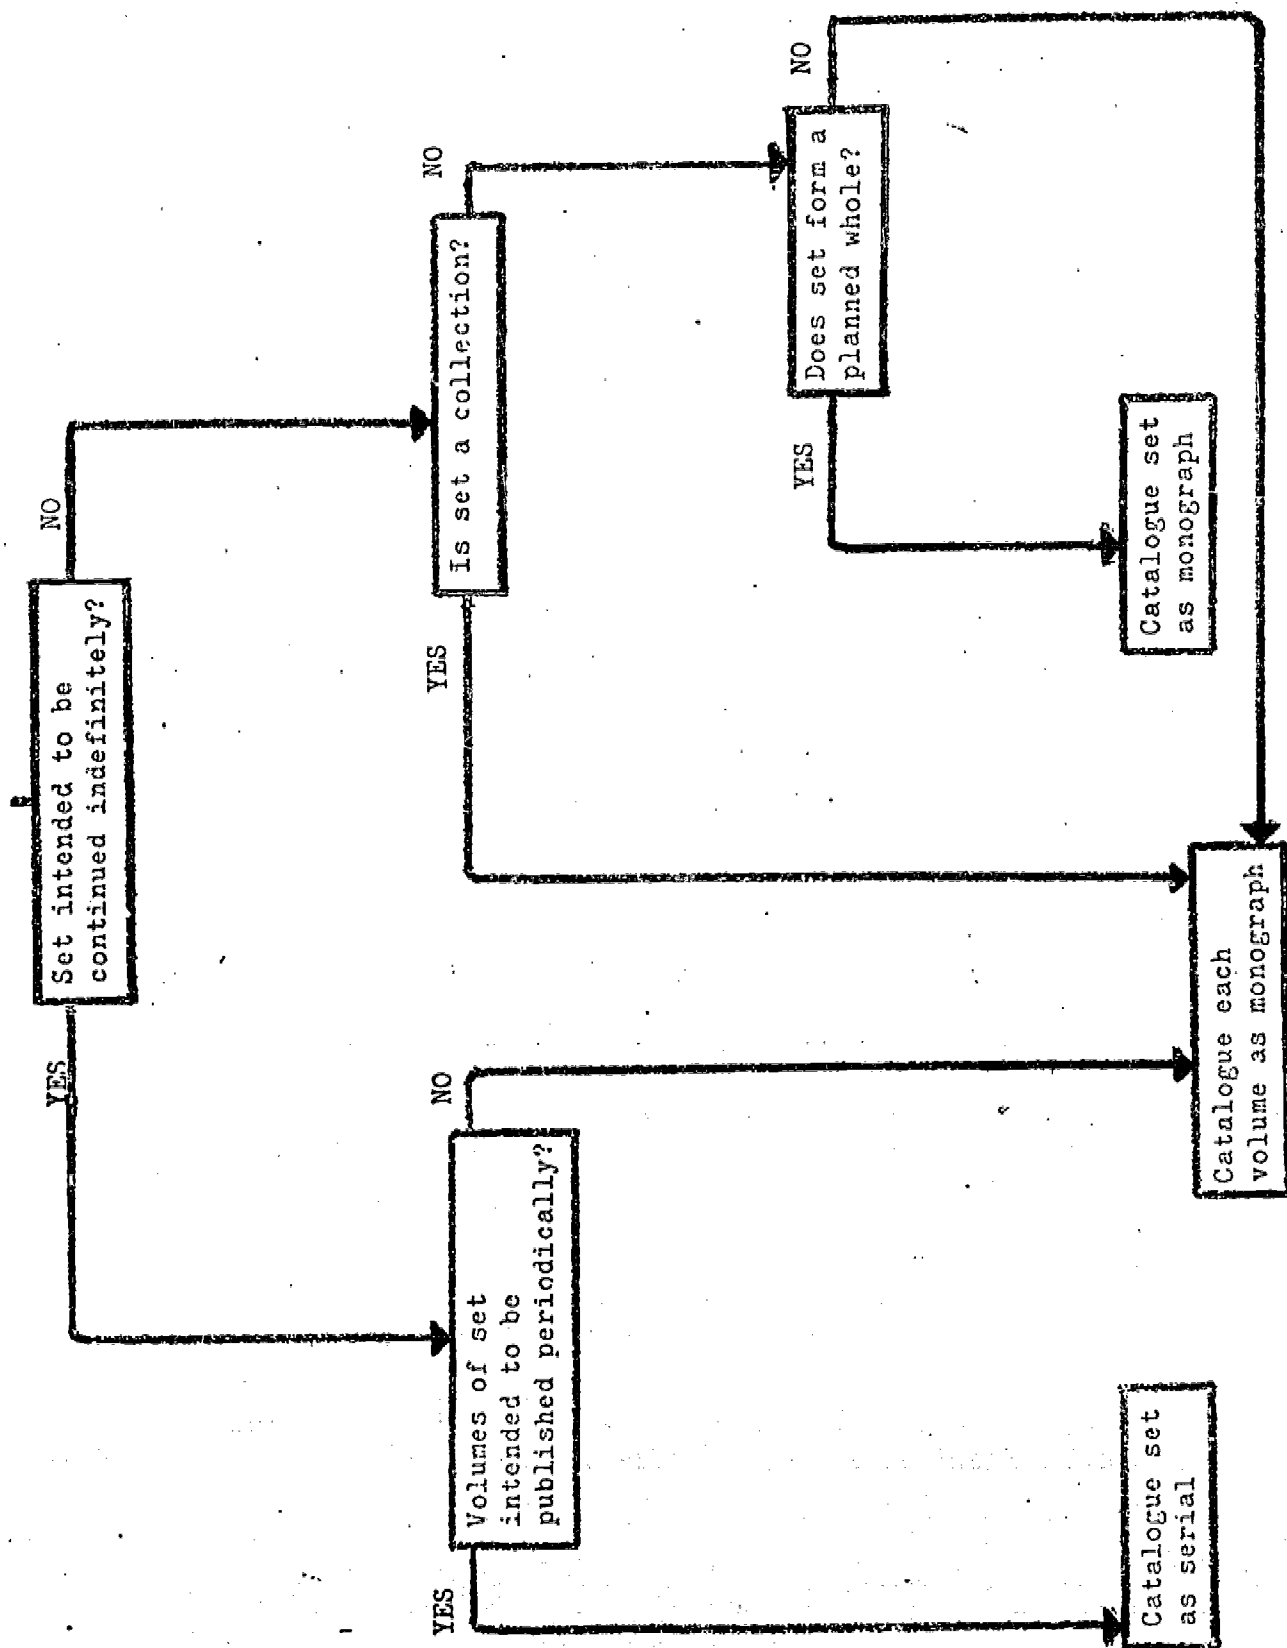 Set intended to be
continued indefinitely?
YES
NO
Volumes of set
intended to be
published periodically?
YES
NO
Is set a collection?
YES
NO
Does set form a
planned whole?
YES
NO
Catalogue set
as serial
Catalogue each
volume as monograph
Catalogue set
as monograph